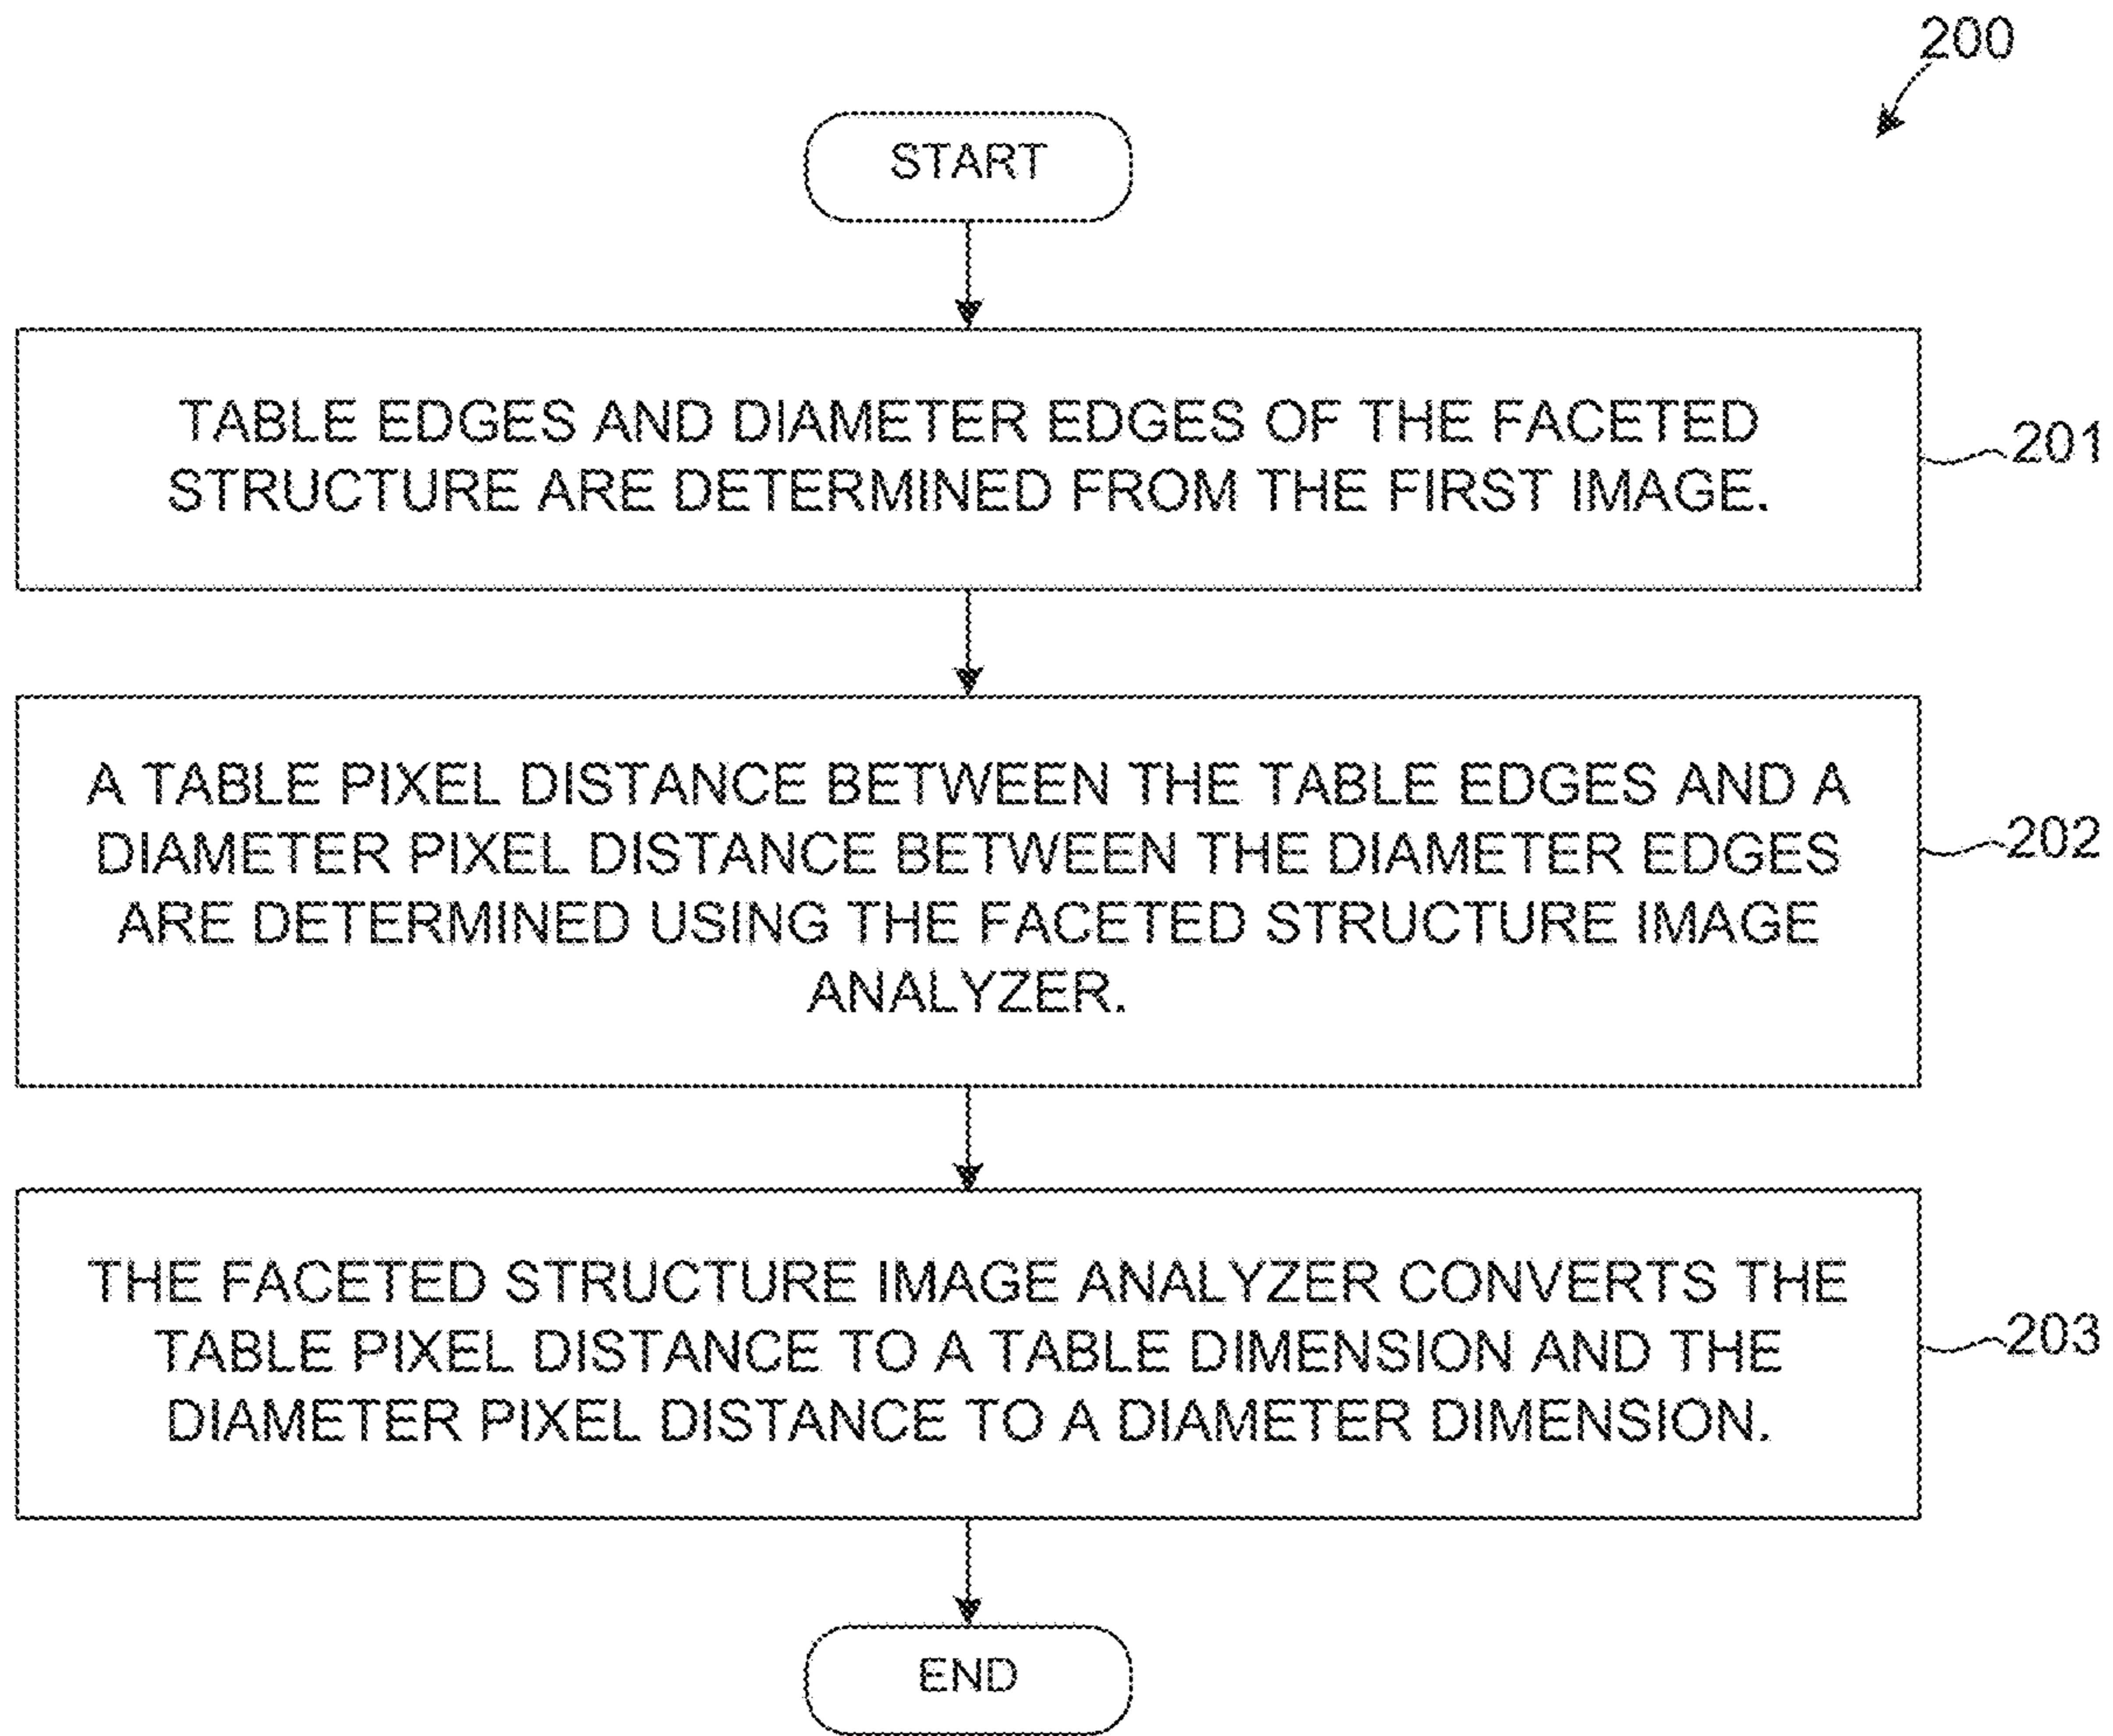 200
START
TABLE EDGES AND DIAMETER EDGES OF THE FACETED
STRUCTURE ARE DETERMINED FROM THE FIRST IMAGE.
201
A TABLE PIXEL DISTANCE BETWEEN THE TABLE EDGES AND A
DIAMETER PIXEL DISTANCE BETWEEN THE DIAMETER EDGES
ARE DETERMINED USING THE FACETED STRUCTURE IMAGE
ANALYZER.
202
THE FACETED STRUCTURE IMAGE ANALYZER CONVERTS THE
TABLE PIXEL DISTANCE TO A TABLE DIMENSION AND THE
DIAMETER PIXEL DISTANCE TO A DIAMETER DIMENSION.
203
END